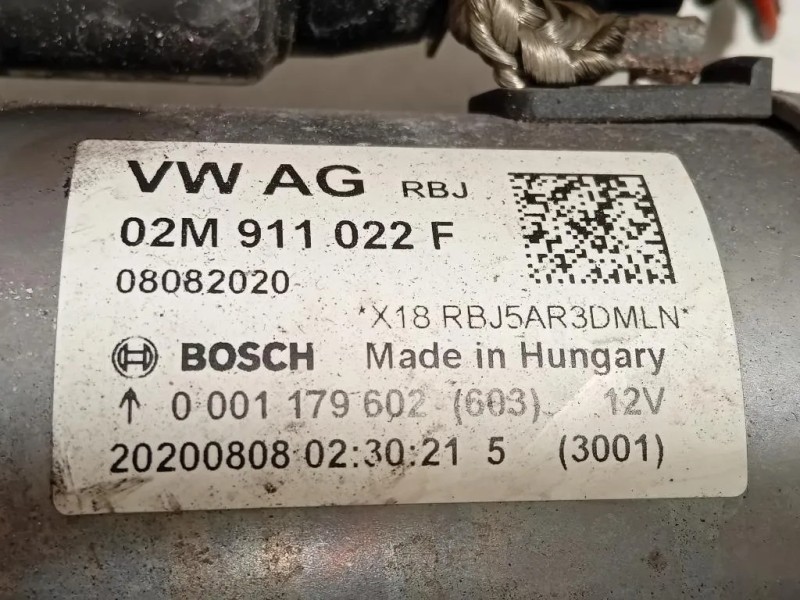 VW AG RBJ
02M 911 022 F
08082020
*X18 RBJ5AR3DMLN*
BOSCH Made in Hungary
↑ 0 001 179 602 (603) 12V
20200808 02:30:21 5 (3001)